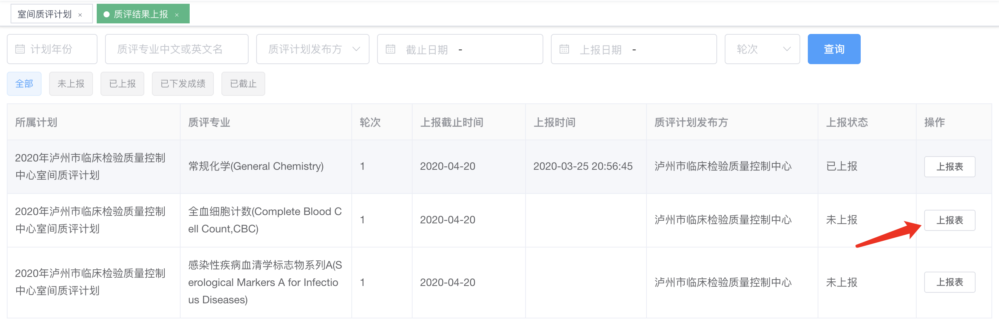 室间质评计划 ×
质评结果上报 ×
计划年份
质评专业中文或英文名
质评计划发布方
截止日期 -
上报日期 -
轮次
查询
全部
未上报
已上报
已下发成绩
已截止
所属计划
质评专业
轮次
上报截止时间
上报时间
质评计划发布方
上报状态
操作
2020年泸州市临床检验质量控制
中心室间质评计划
常规化学(General Chemistry)
1
2020-04-20
2020-03-25 20:56:45
泸州市临床检验质量控制中心
已上报
上报表
2020年泸州市临床检验质量控制
中心室间质评计划
全血细胞计数(Complete Blood C
ell Count,CBC)
1
2020-04-20
泸州市临床检验质量控制中心
未上报
上报表
2020年泸州市临床检验质量控制
中心室间质评计划
感染性疾病血清学标志物系列A(S
erological Markers A for Infectio
us Diseases)
1
2020-04-20
泸州市临床检验质量控制中心
未上报
上报表